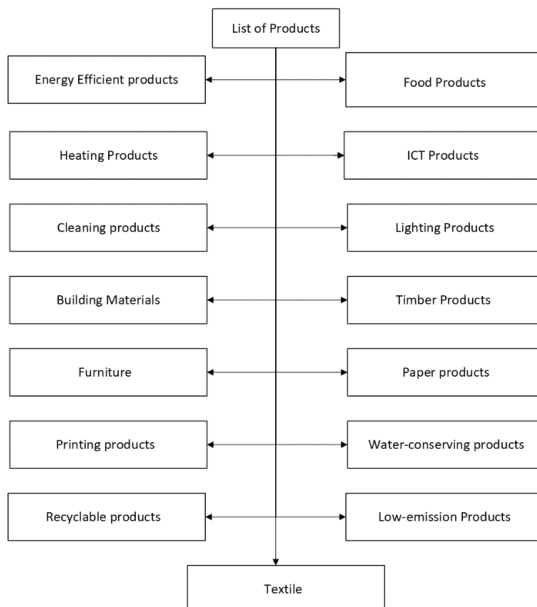 List of Products
Energy Efficient products
Food Products
Heating Products
ICT Products
Cleaning products
Lighting Products
Building Materials
Timber Products
Furniture
Paper products
Printing products
Water-conserving products
Recyclable products
Low-emission Products
Textile